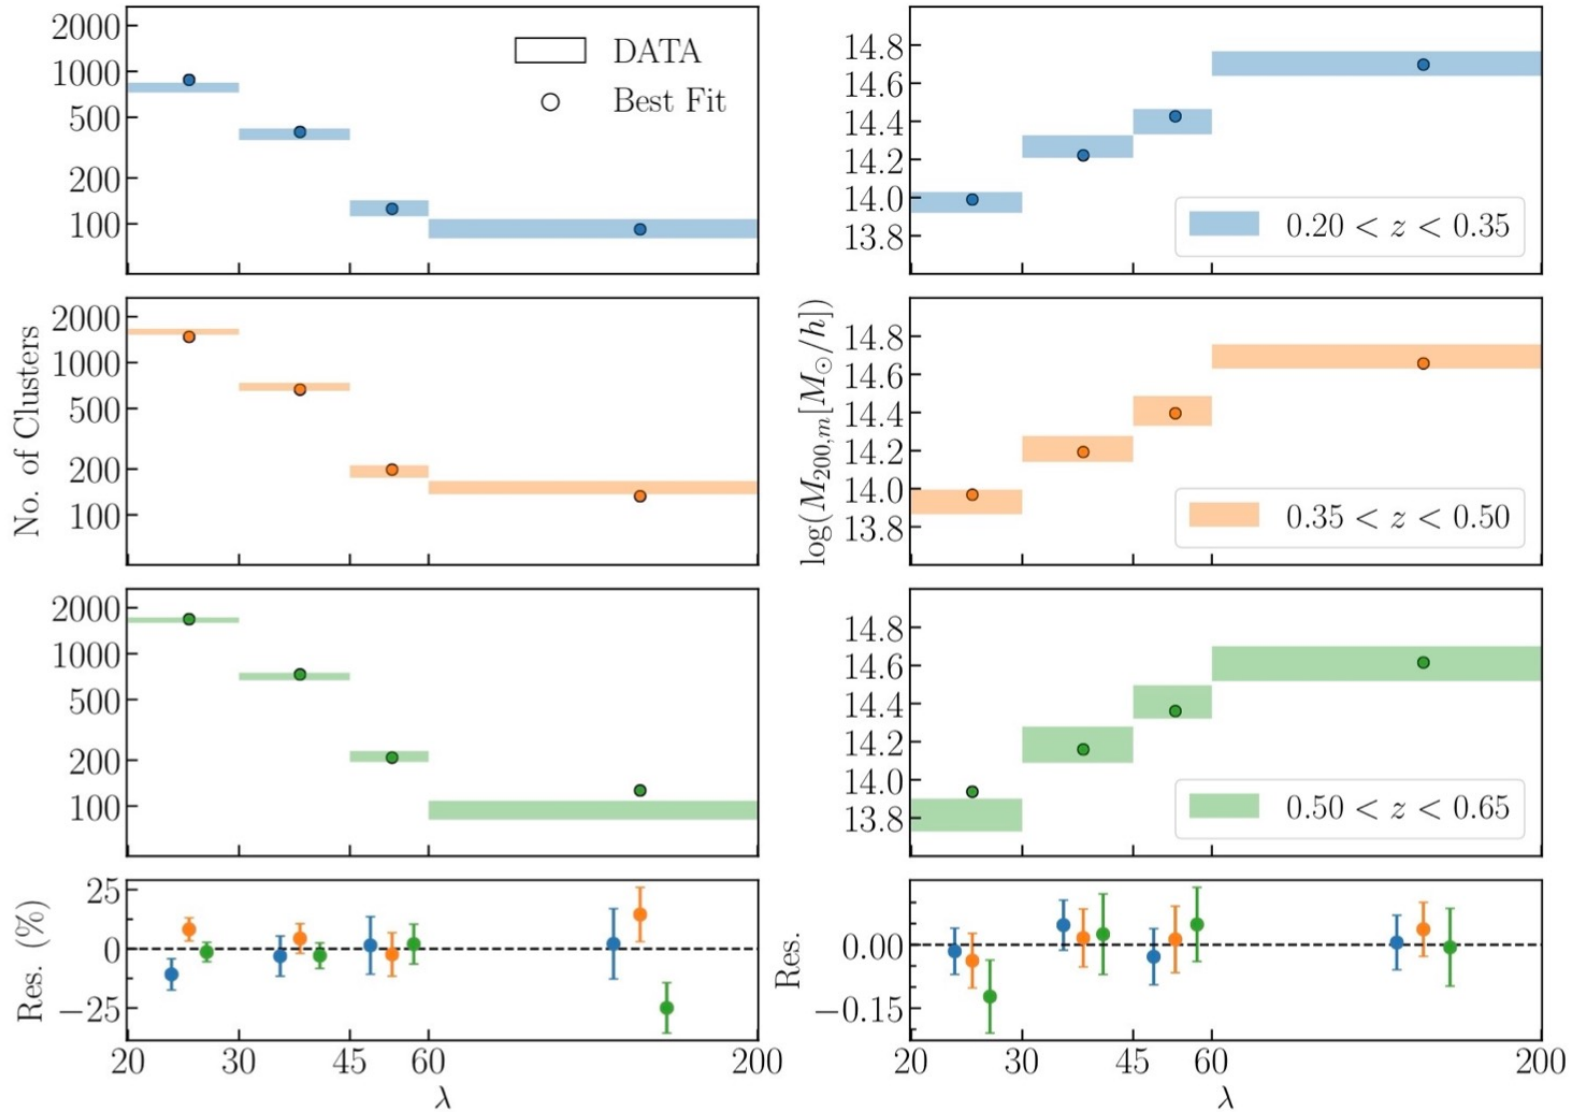 2000
1000
500
200
100
DATA
Best Fit
14.8
14.6
14.4
14.2
14.0
13.8
0.20 < z < 0.35
No. of Clusters
2000
1000
500
200
100
log(M₂₀₀,ₘ[M⊙/h])
14.8
14.6
14.4
14.2
14.0
13.8
0.35 < z < 0.50
2000
1000
500
200
100
14.8
14.6
14.4
14.2
14.0
13.8
0.50 < z < 0.65
Res. (%)
25
0
−25
20 30 45 60 200
λ
Res.
0.00
−0.15
20 30 45 60 200
λ